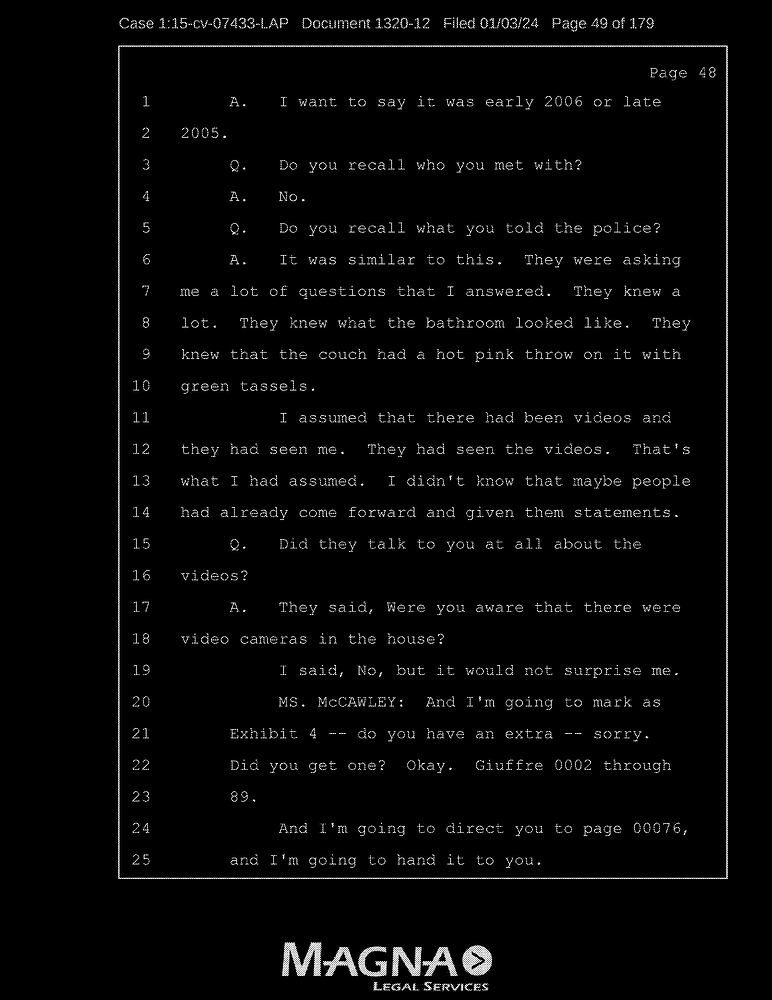 Case 1:15-cv-07433-LAP Document 1320-12 Filed 01/03/24 Page 49 of 179
Page 48
1 A. I want to say it was early 2006 or late
2 2005.
3 Q. Do you recall who you met with?
4 A. No.
5 Q. Do you recall what you told the police?
6 A. It was similar to this. They were asking
7 me a lot of questions that I answered. They knew a
8 lot. They knew what the bathroom looked like. They
9 knew that the couch had a hot pink throw on it with
10 green tassels.
11 I assumed that there had been videos and
12 they had seen me. They had seen the videos. That's
13 what I had assumed. I didn't know that maybe people
14 had already come forward and given them statements.
15 Q. Did they talk to you at all about the
16 videos?
17 A. They said, Were you aware that there were
18 video cameras in the house?
19 I said, No, but it would not surprise me.
20 MS. McCAWLEY: And I'm going to mark as
21 Exhibit 4 -- do you have an extra -- sorry.
22 Did you get one? Okay. Giuffre 0002 through
23 89.
24 And I'm going to direct you to page 00076,
25 and I'm going to hand it to you.
MAGNA
LEGAL SERVICES